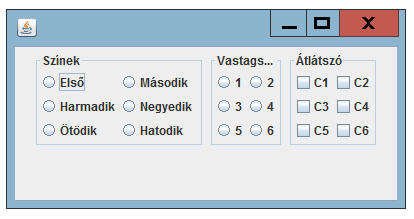 Színek Vastags... Átlátszó
Első Második 1 2 C1 C2
Harmadik Negyedik 3 4 C3 C4
Ötödik Hatodik 5 6 C5 C6